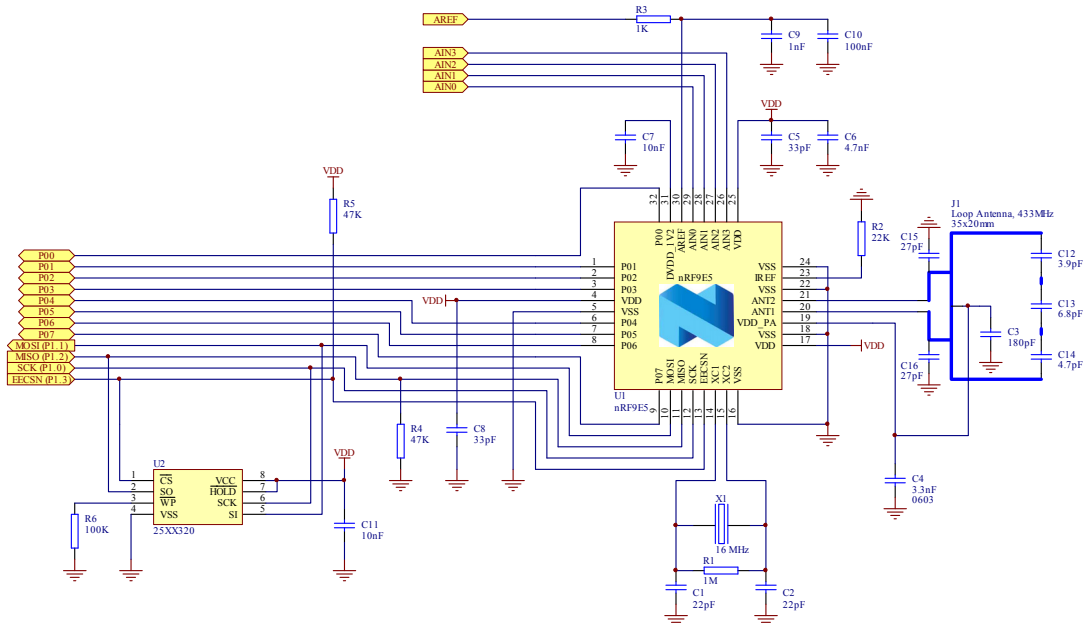 AREF
R3
1K
C9
1nF
C10
100nF
AIN3
AIN2
AIN1
AIN0
VDD
C7
10nF
C5
33pF
C6
4.7nF
VDD
R5
47K
32
31
30
29
28
27
26
25
P00
DVDD_1V2
AREF
AIN0
AIN1
AIN2
AIN3
VDD
R2
22K
J1
Loop Antenna, 433MHz
35x20mm
C15
27pF
C12
3.9pF
P00
P01
P02
P03
P04
P05
P06
P07
MOSI (P1.1)
MISO (P1.2)
SCK (P1.0)
EECSN (P1.3)
VDD
1
2
3
4
5
6
7
8
P01
P02
P03
VDD
VSS
P04
P05
P06
nRF9E5
VSS
IREF
VSS
ANT2
ANT1
VDD_PA
VSS
VDD
24
23
22
21
20
19
18
17
VDD
C13
6.8pF
C3
180pF
C14
4.7pF
C16
27pF
P07
MOSI
MISO
SCK
EECSN
XC1
XC2
VSS
U1
nRF9E5
9
10
11
12
13
14
15
16
R4
47K
C8
33pF
VDD
U2
1
2
3
4
CS
SO
WP
VSS
VCC
HOLD
SCK
SI
8
7
6
5
25XX320
R6
100K
C11
10nF
C4
3.3nF
0603
X1
16 MHz
R1
1M
C1
22pF
C2
22pF